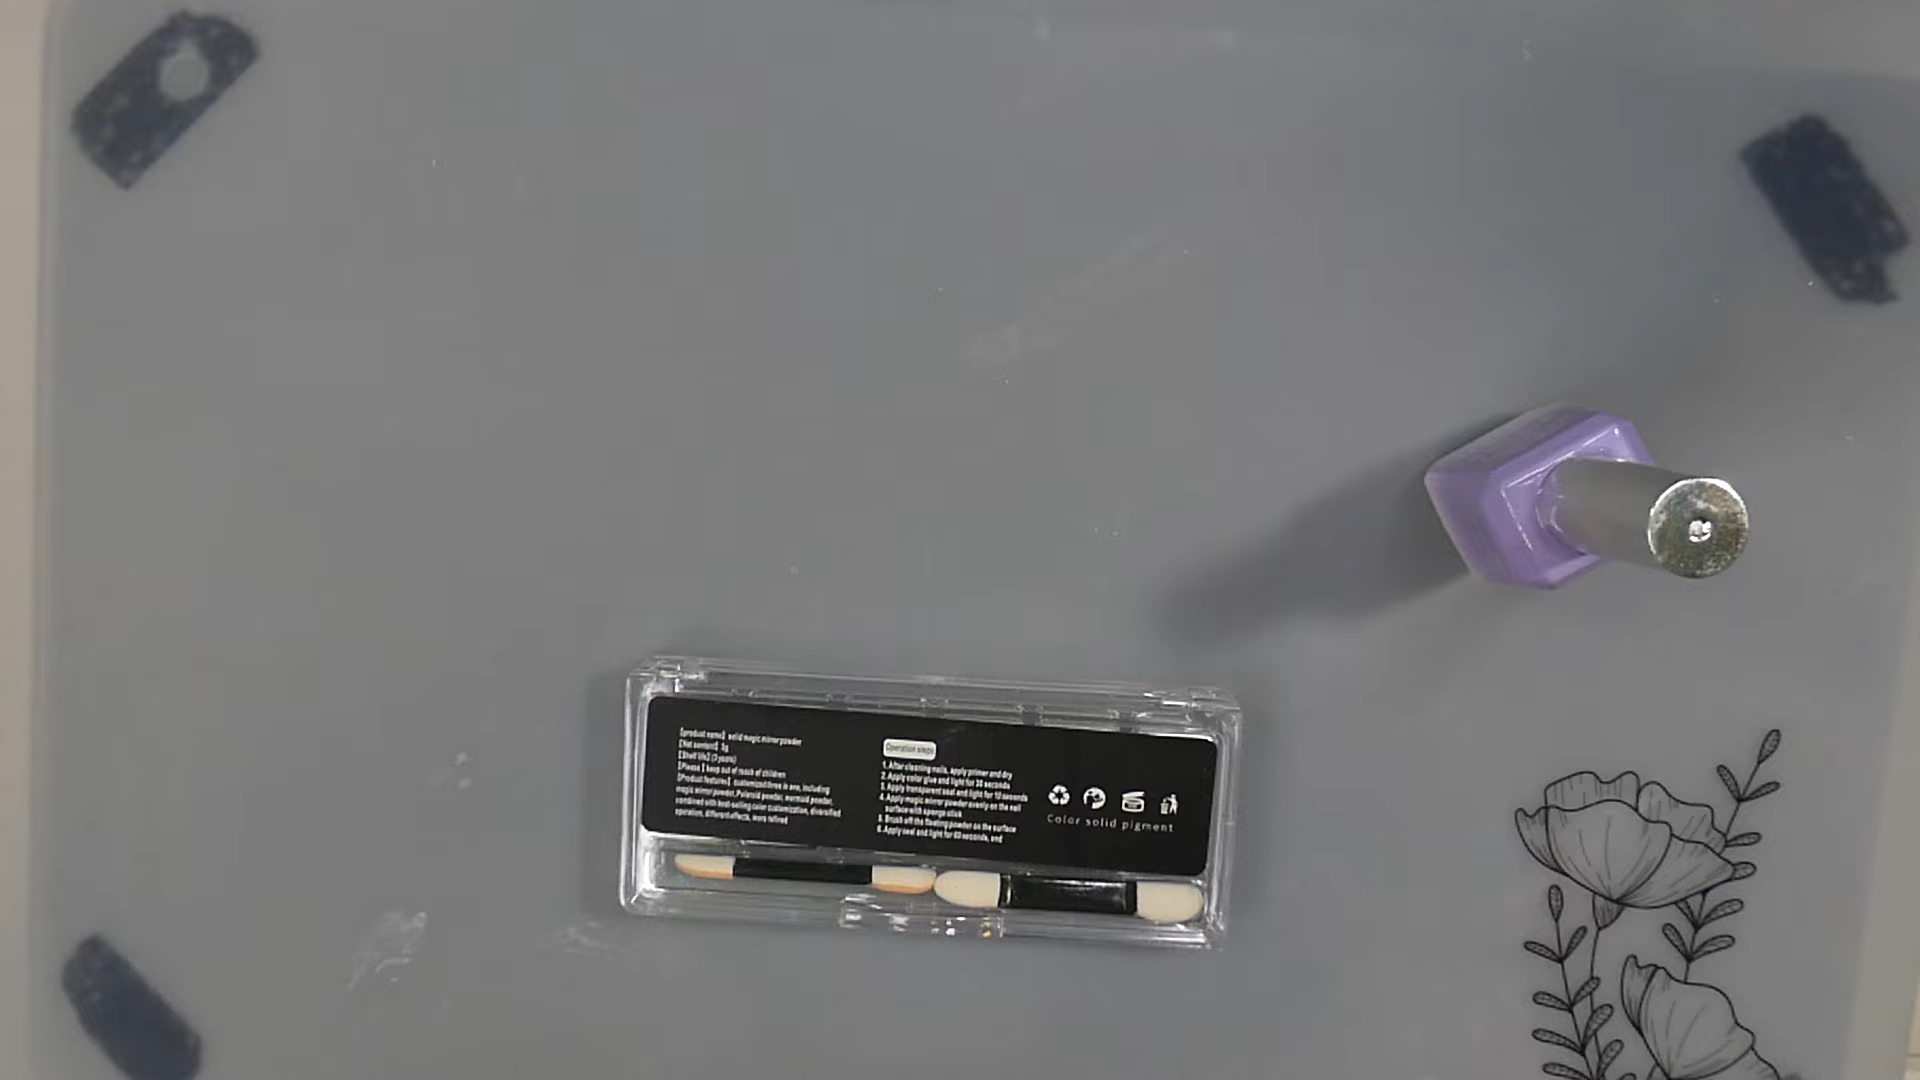 【product name】 solid magic mirror powder
【Net content】 1g
【Shelf life】 (3 years)
【Please】 keep out of reach of children
【Product features】 customized three in one, including
magic mirror powder, Polaroid powder, mermaid powder,
combined with best-selling color customization, diversified
operation, different effects, more refined
Operation steps
1. After cleaning nails, apply primer and dry
2. Apply color glue and light for 30 seconds
3. Apply transparent seal and light for 10 seconds
4. Apply magic mirror powder evenly on the nail
surface with sponge stick
5. Brush off the floating powder on the surface
6. Apply seal and light for 60 seconds, end
Color solid pigment